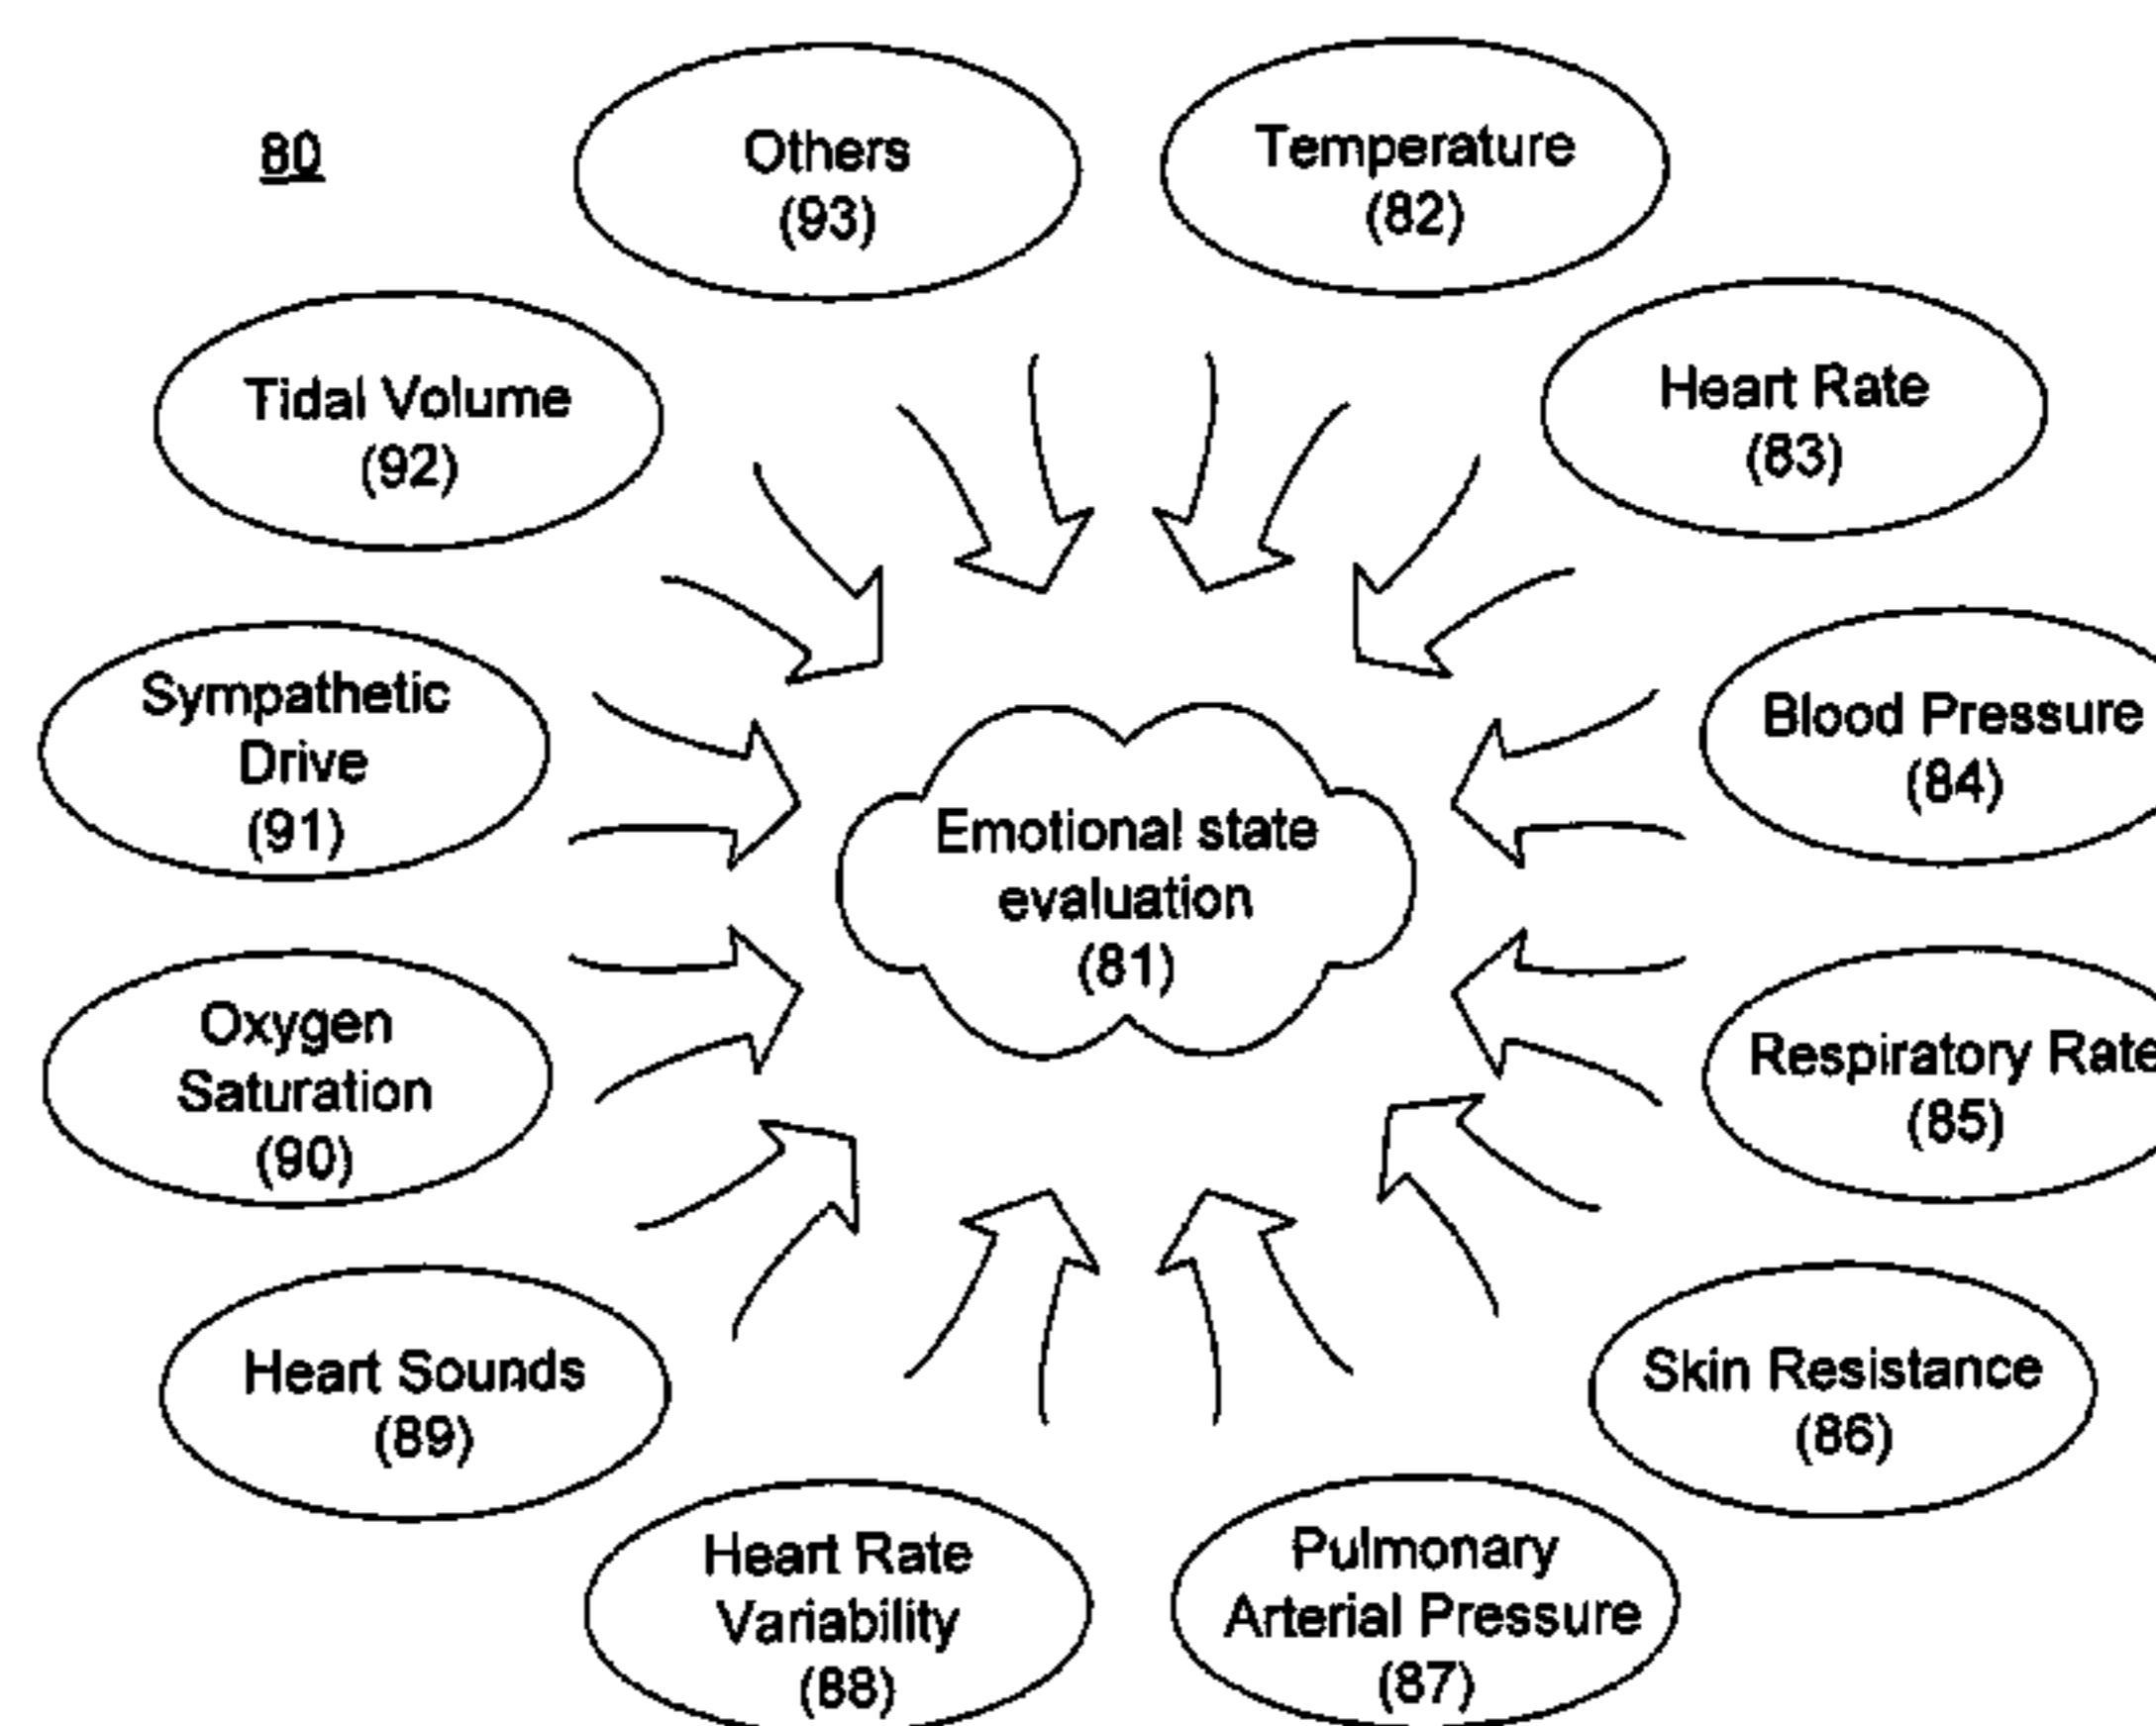 80
Others
(93)
Temperature
(82)
Tidal Volume
(92)
Heart Rate
(83)
Sympathetic
Drive
(91)
Blood Pressure
(84)
Emotional state
evaluation
(81)
Oxygen
Saturation
(90)
Respiratory Rate
(85)
Heart Sounds
(89)
Skin Resistance
(86)
Heart Rate
Variability
(88)
Pulmonary
Arterial Pressure
(87)